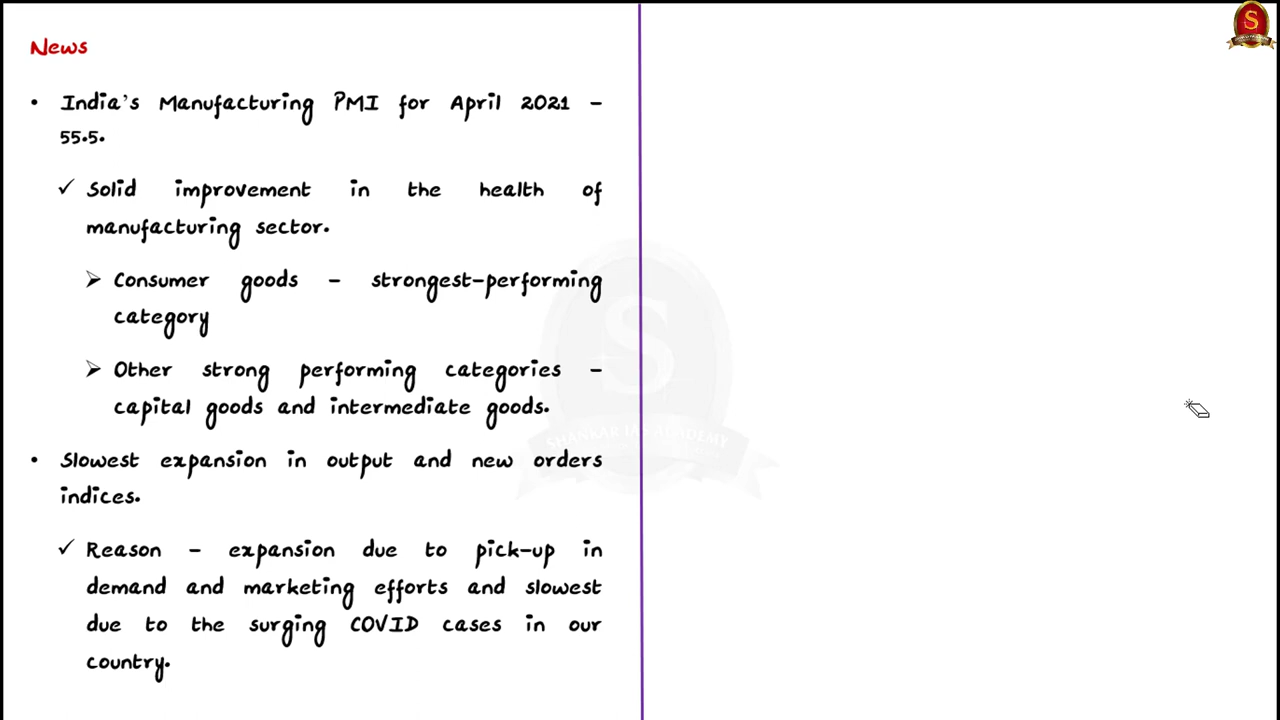 News
• India's Manufacturing PMI for April 2021 –
55.5.
✓ Solid improvement in the health of
manufacturing sector.
➢ Consumer goods – strongest-performing
category
➢ Other strong performing categories –
capital goods and intermediate goods.
• Slowest expansion in output and new orders
indices.
✓ Reason – expansion due to pick-up in
demand and marketing efforts and slowest
due to the surging COVID cases in our
country.
S
SHANKAR IAS ACADEMY
S